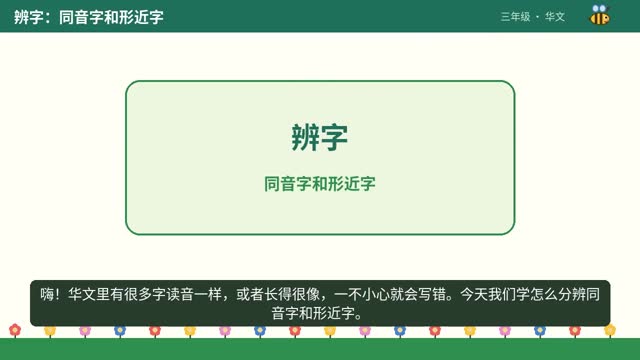 辨字：同音字和形近字
三年级 • 华文
辨字
同音字和形近字
嗨！华文里有很多字读音一样，或者长得很像，一不小心就会写错。今天我们学怎么分辨同
音字和形近字。